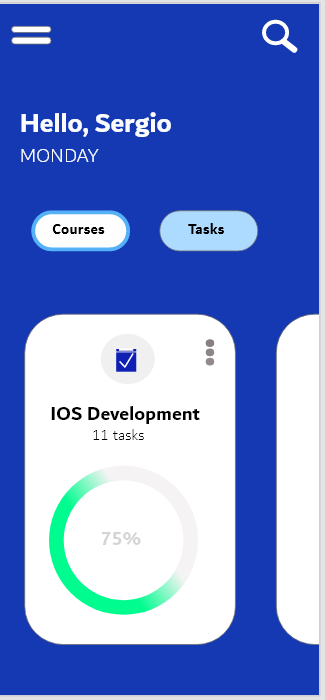 Hello, Sergio
MONDAY
Courses
Tasks
IOS Development
11 tasks
75%